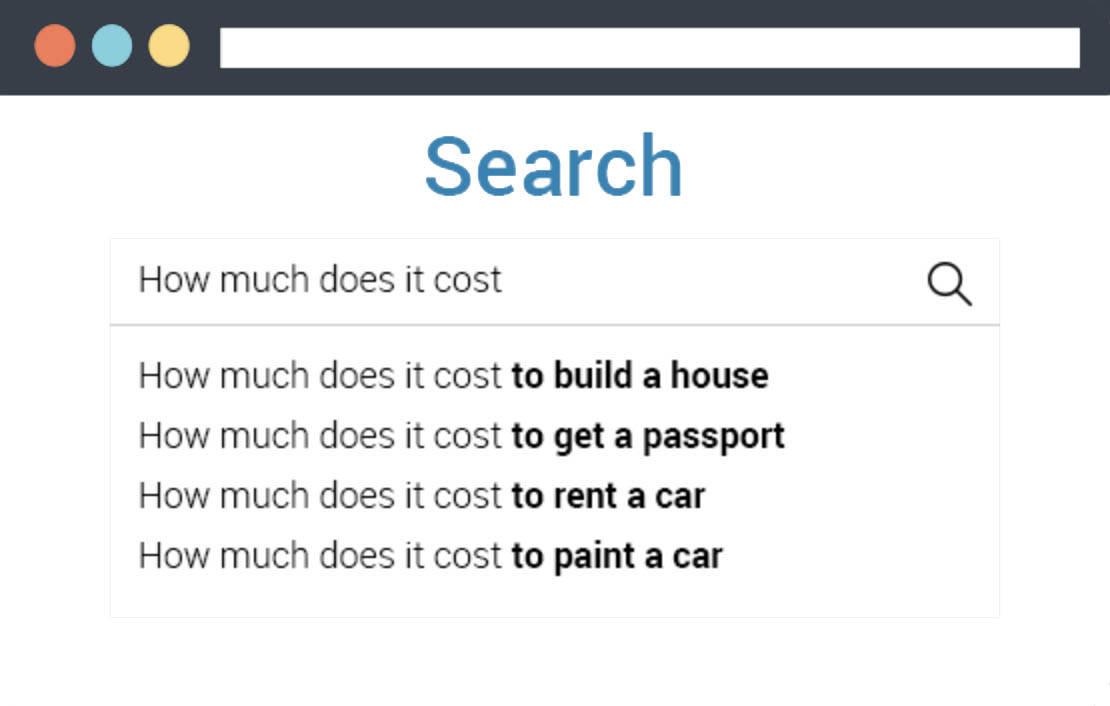 Search
How much does it cost
How much does it cost to build a house
How much does it cost to get a passport
How much does it cost to rent a car
How much does it cost to paint a car